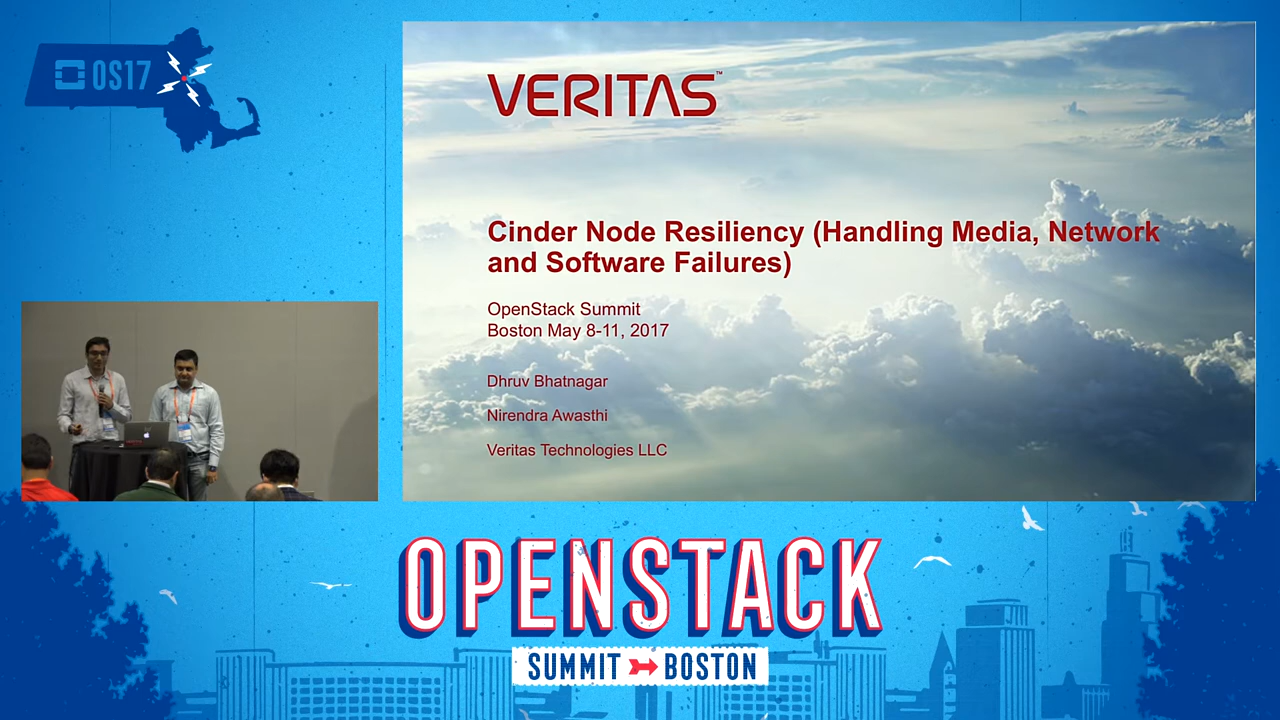 OS17
VERITAS™
Cinder Node Resiliency (Handling Media, Network
and Software Failures)
OpenStack Summit
Boston May 8-11, 2017
Dhruv Bhatnagar
Nirendra Awasthi
Veritas Technologies LLC
OPENSTACK
SUMMIT BOSTON